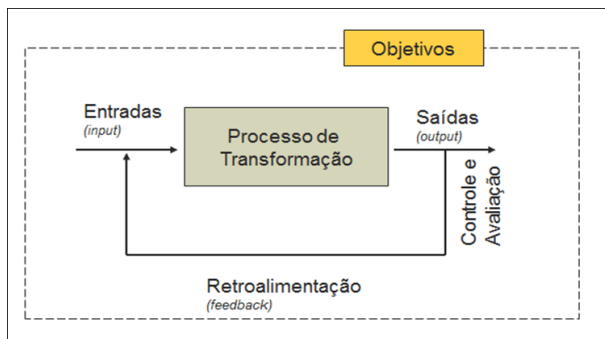 Objetivos
Entradas
(input)
Processo de
Transformação
Saídas
(output)
Controle e
Avaliação
Retroalimentação
(feedback)